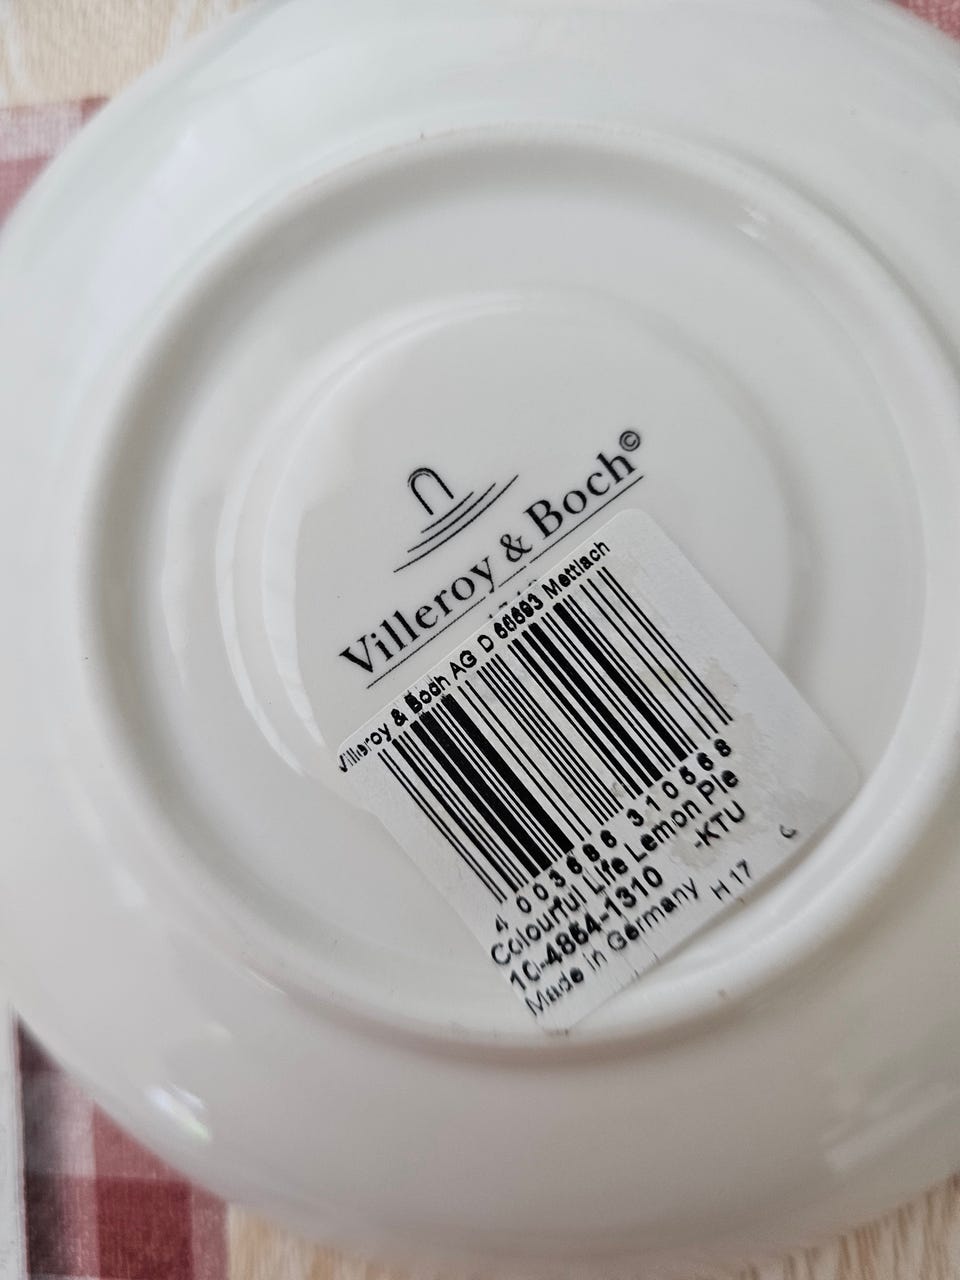 Villeroy & Boch©
Villeroy & Boch AG D 66693 Mettlach
4 003686 310568
Colourful Life Lemon Pie
10-4864-1310 -KTU
Made in Germany H 17